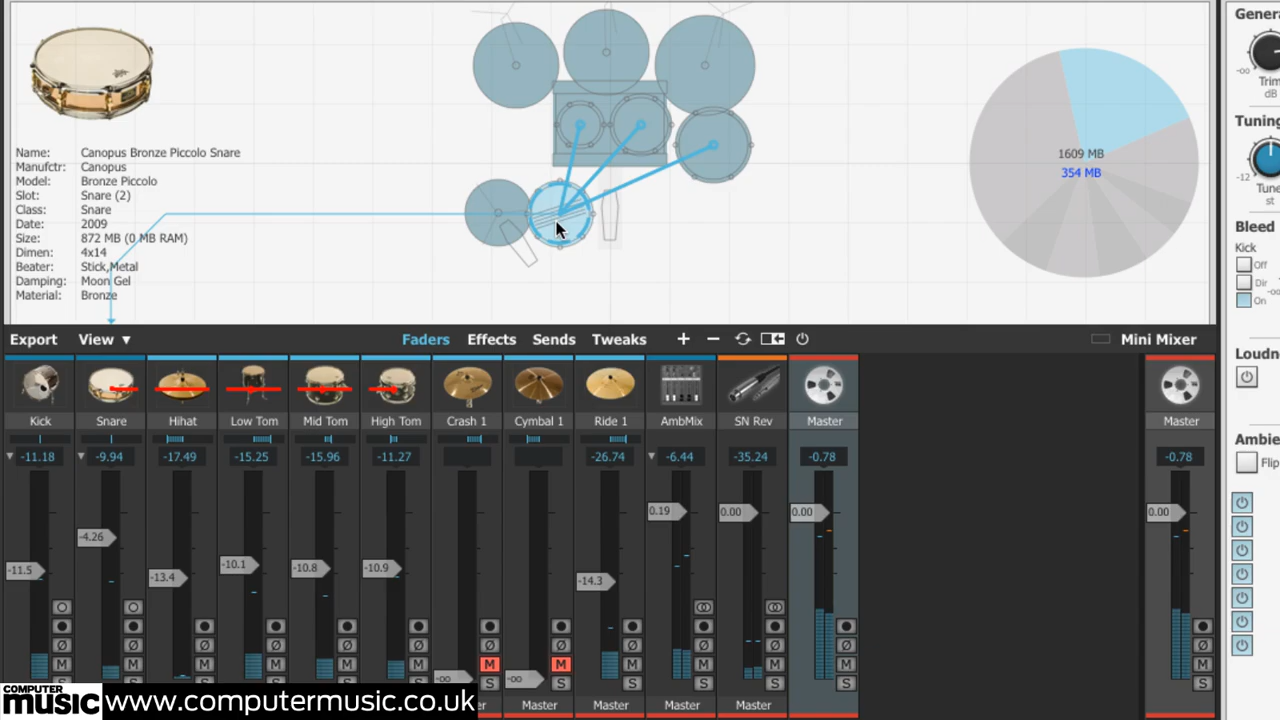 Name: Canopus Bronze Piccolo Snare
Manufctr: Canopus
Model: Bronze Piccolo
Slot: Snare (2)
Class: Snare
Date: 2009
Size: 872 MB (0 MB RAM)
Dimen: 4x14
Beater: Stick,Metal
Damping: Moon Gel
Material: Bronze
1609 MB
354 MB
Genera
-oo
Trim
dB
Tuning
-12
Tune
st
Bleed
Kick
Off
Dir
-oo
On
Loudn
Ambie
Flip
Export View ▼ Faders Effects Sends Tweaks + − Mini Mixer
Kick Snare Hihat Low Tom Mid Tom High Tom Crash 1 Cymbal 1 Ride 1 AmbMix SN Rev Master Master
-11.18 -9.94 -17.49 -15.25 -15.96 -11.27 -26.74 -6.44 -35.24 -0.78 -0.78
0.19 0.00 0.00 0.00
-4.26
-11.5 -13.4 -10.1 -10.8 -10.9 -14.3
Ø Ø Ø Ø Ø Ø Ø Ø Ø Ø Ø
M M M M M M M M M M M M M
-oo -oo
S S S S S S S S
er Master Master Master Master
COMPUTER
MUSIC www.computermusic.co.uk